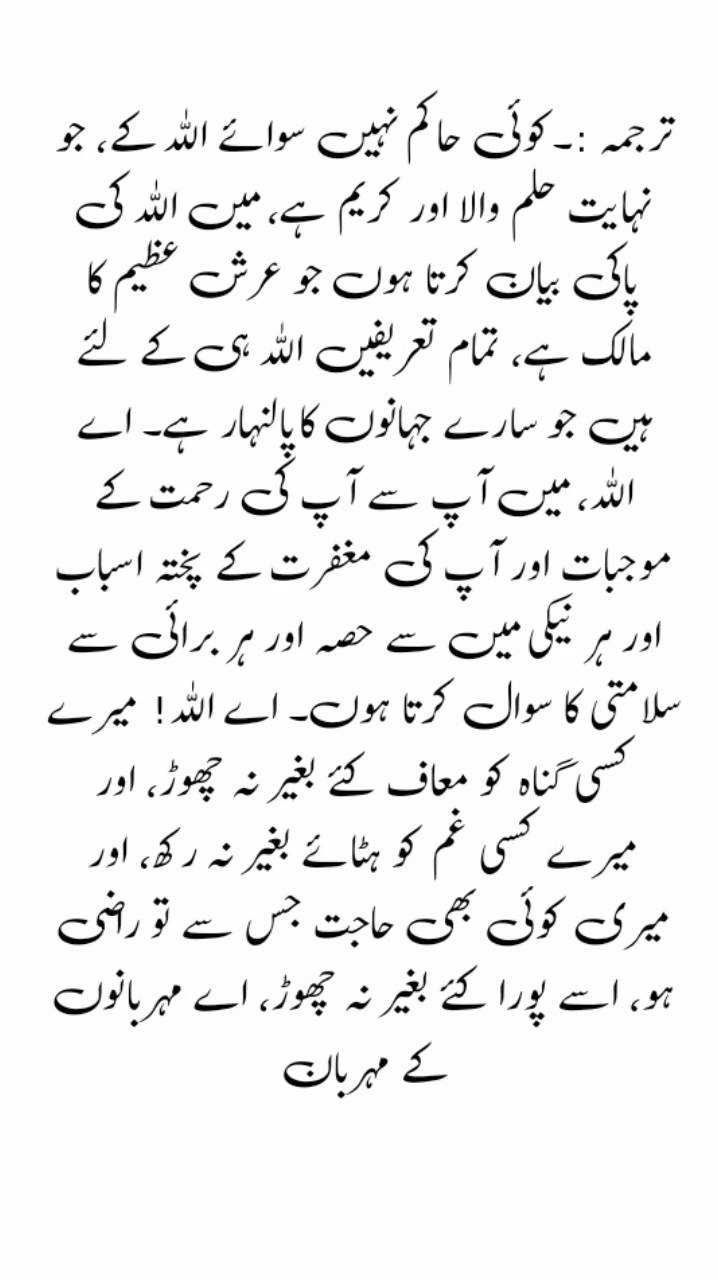 ترجمہ :۔ کوئی حاکم نہیں سوائے اللہ کے، جو
نہایت حلم والا اور کریم ہے، میں اللہ کی
پاکی بیان کرتا ہوں جو عرش عظیم کا
مالک ہے، تمام تعریفیں اللہ ہی کے لئے
ہیں جو سارے جہانوں کا پالنہار ہے۔ اے
اللہ، میں آپ سے آپ کی رحمت کے
موجبات اور آپ کی مغفرت کے پختہ اسباب
اور ہر نیکی میں سے حصہ اور ہر برائی سے
سلامتی کا سوال کرتا ہوں۔ اے اللہ! میرے
کسی گناہ کو معاف کئے بغیر نہ چھوڑ، اور
میرے کسی غم کو ہٹائے بغیر نہ رکھ، اور
میری کوئی بھی حاجت جس سے تو راضی
ہو، اسے پورا کئے بغیر نہ چھوڑ، اے مہربانوں
کے مہربان